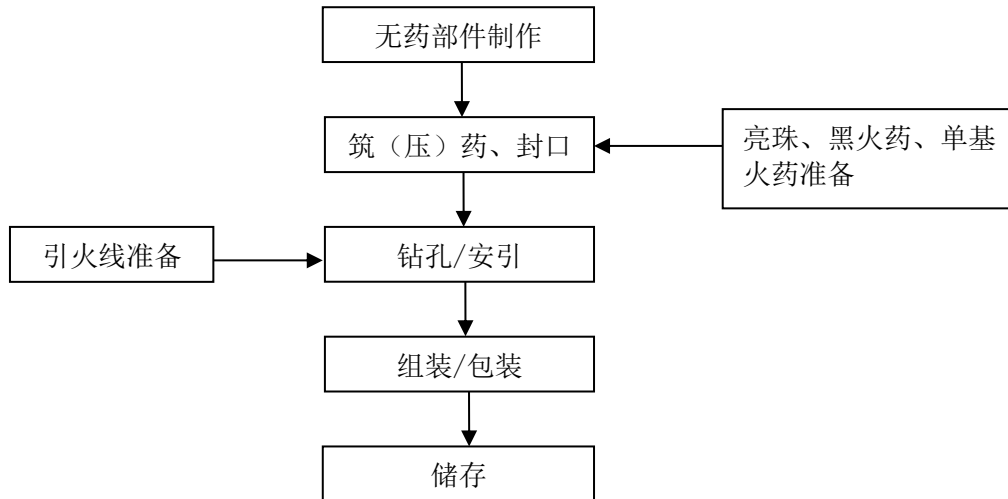 无药部件制作
筑（压）药、封口
亮珠、黑火药、单基
火药准备
引火线准备
钻孔/安引
组装/包装
储存